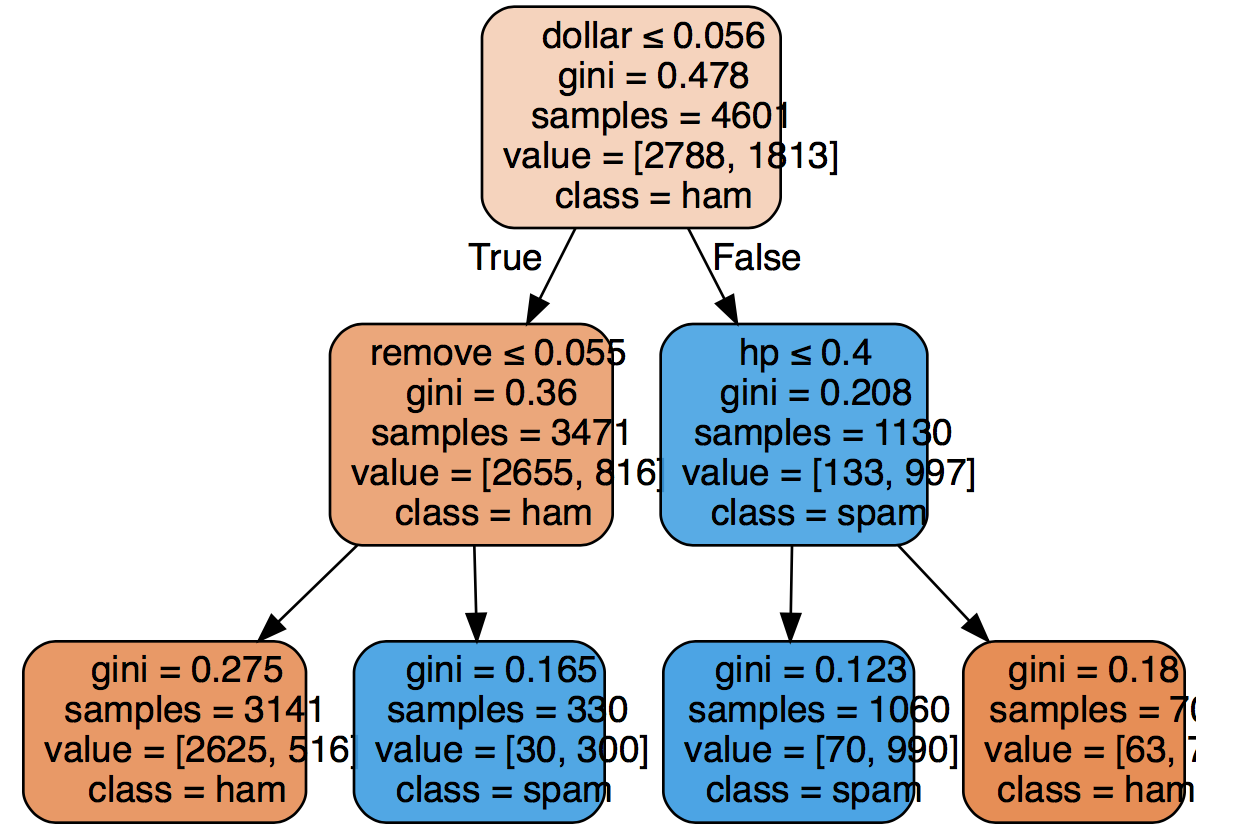 dollar ≤ 0.056
gini = 0.478
samples = 4601
value = [2788, 1813]
class = ham
True
False
remove ≤ 0.055
gini = 0.36
samples = 3471
value = [2655, 816]
class = ham
hp ≤ 0.4
gini = 0.208
samples = 1130
value = [133, 997]
class = spam
gini = 0.275
samples = 3141
value = [2625, 516]
class = ham
gini = 0.165
samples = 330
value = [30, 300]
class = spam
gini = 0.123
samples = 1060
value = [70, 990]
class = spam
gini = 0.18
samples =
value = [63,
class = ham